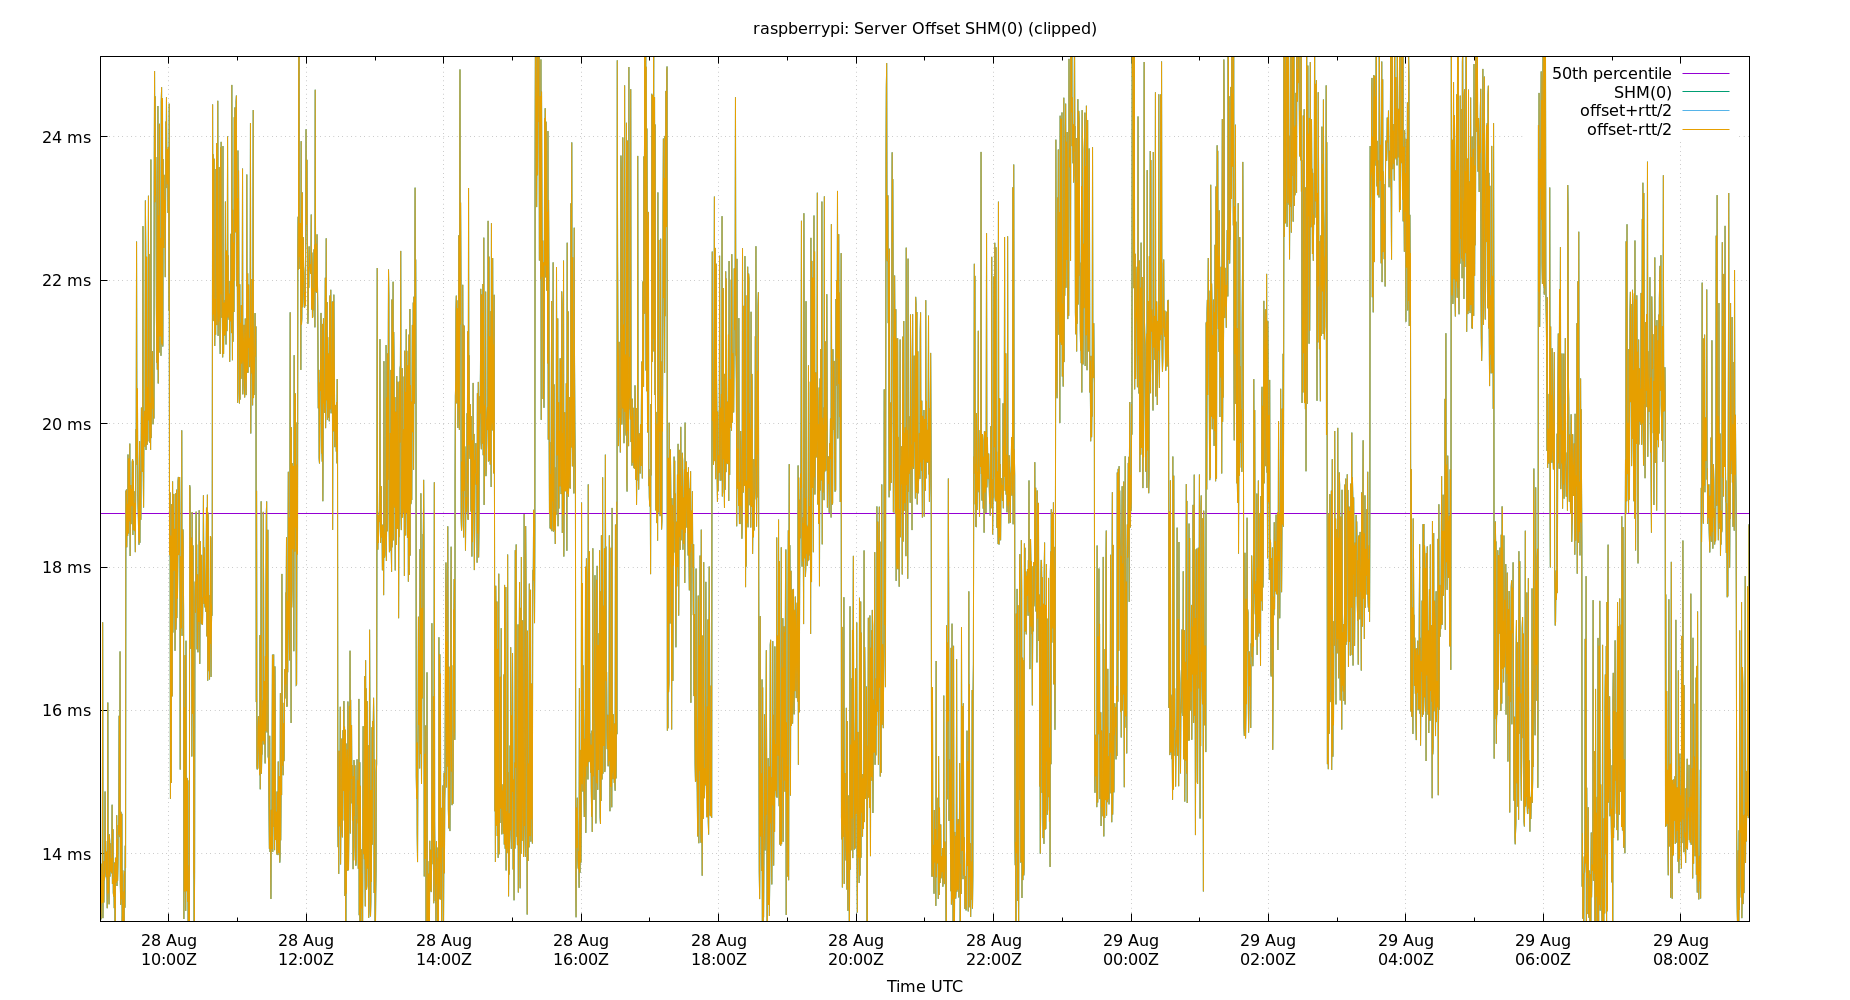 raspberrypi: Server Offset SHM(0) (clipped)
50th percentile
SHM(0)
offset+rtt/2
offset-rtt/2
24 ms
22 ms
20 ms
18 ms
16 ms
14 ms
28 Aug 28 Aug 28 Aug 28 Aug 28 Aug 28 Aug 28 Aug 29 Aug 29 Aug 29 Aug 29 Aug 29 Aug
10:00Z 12:00Z 14:00Z 16:00Z 18:00Z 20:00Z 22:00Z 00:00Z 02:00Z 04:00Z 06:00Z 08:00Z
Time UTC